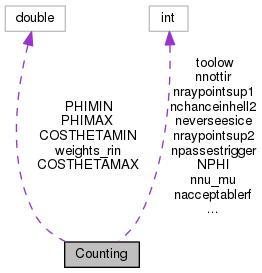 double
int
toolow
nnottir
nraypointsup1
nchanceinhell2
neverseesice
nraypointsup2
npassestrigger
NPHI
nnu_mu
nacceptablerf
...
PHIMIN
PHIMAX
COSTHETAMIN
weights_rin
COSTHETAMAX
Counting